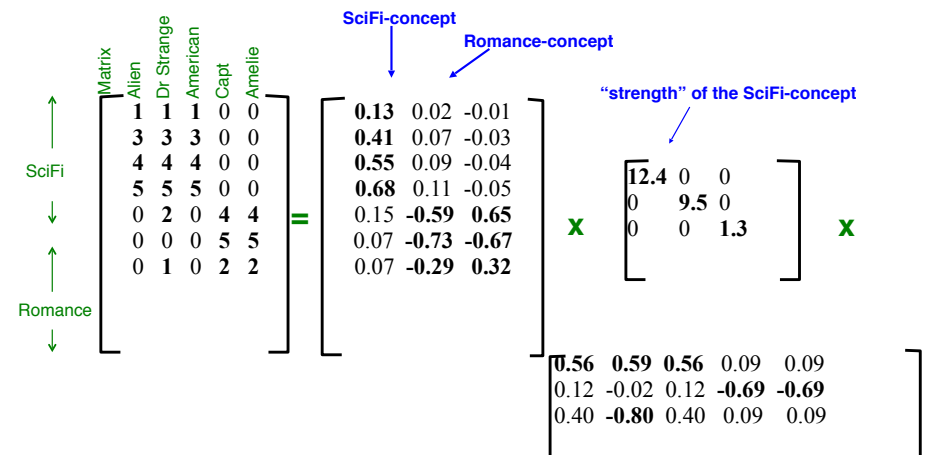 SciFi-concept
Romance-concept
"strength" of the SciFi-concept
Matrix
Alien
Dr Strange
American
Capt
Amelie
SciFi
Romance
1 1 1 0 0
3 3 3 0 0
4 4 4 0 0
5 5 5 0 0
0 2 0 4 4
0 0 0 5 5
0 1 0 2 2
=
0.13 0.02 -0.01
0.41 0.07 -0.03
0.55 0.09 -0.04
0.68 0.11 -0.05
0.15 -0.59 0.65
0.07 -0.73 -0.67
0.07 -0.29 0.32
x
12.4 0 0
0 9.5 0
0 0 1.3
x
0.56 0.59 0.56 0.09 0.09
0.12 -0.02 0.12 -0.69 -0.69
0.40 -0.80 0.40 0.09 0.09